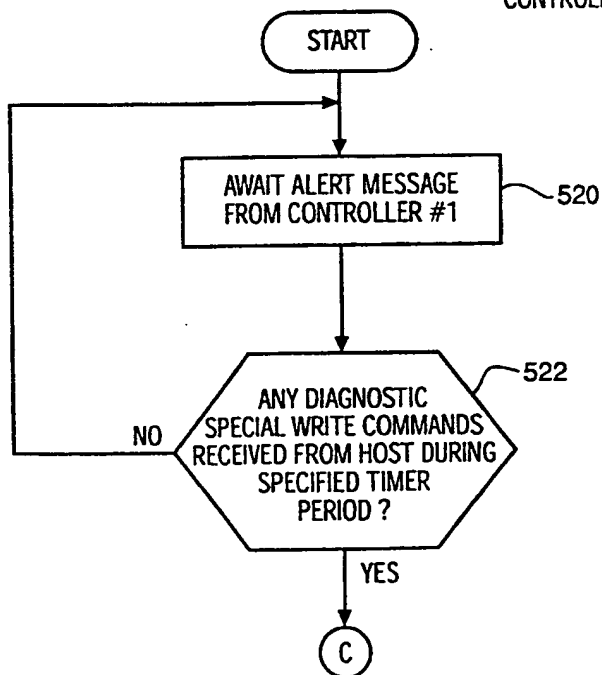 START
AWAIT ALERT MESSAGE
FROM CONTROLLER #1
520
522
ANY DIAGNOSTIC
SPECIAL WRITE COMMANDS
RECEIVED FROM HOST DURING
SPECIFIED TIMER
PERIOD ?
NO
YES
C